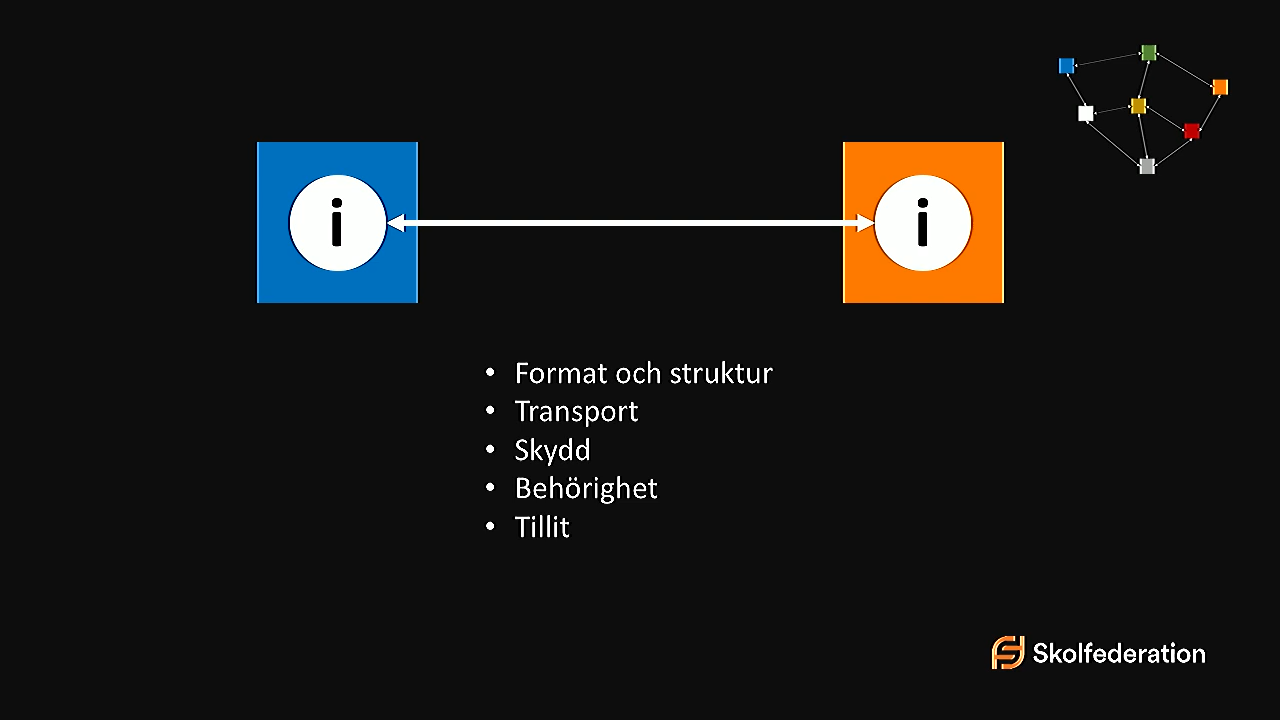 i
i
• Format och struktur
• Transport
• Skydd
• Behörighet
• Tillit
Skolfederation